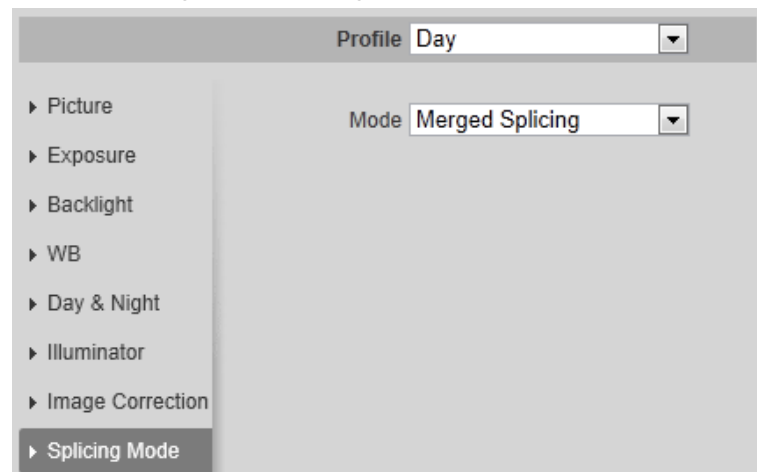 Profile Day
Picture
Mode Merged Splicing
Exposure
Backlight
WB
Day & Night
Illuminator
Image Correction
Splicing Mode